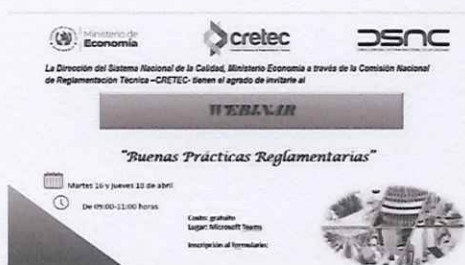 Ministerio de
Economía
cretec
DSNC
La Dirección del Sistema Nacional de la Calidad, Ministerio Economía a través de la Comisión Nacional
de Reglamentación Técnica –CRETEC- tienen el agrado de invitarle al
WEBINAR
"Buenas Prácticas Reglamentarias"
Martes 16 y jueves 18 de abril
De 09:00-11:00 horas
Costo: gratuito
Lugar: Microsoft Teams
Inscripción al formulario: